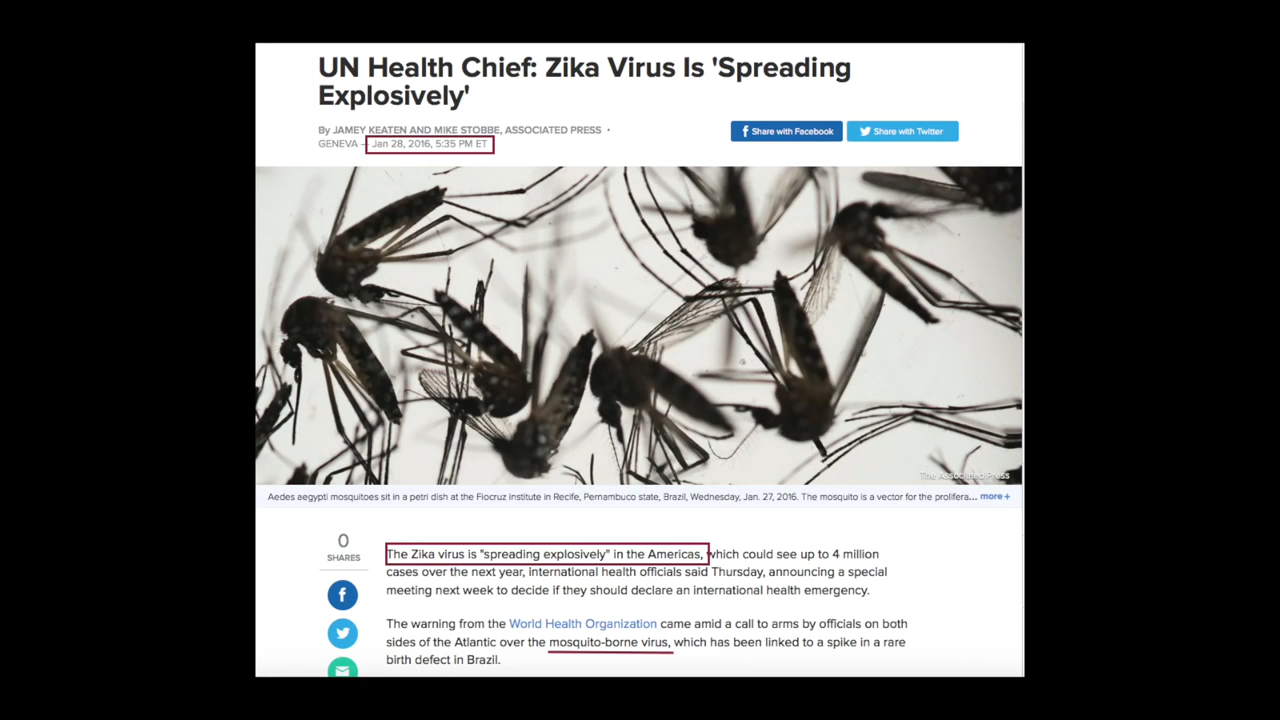 UN Health Chief: Zika Virus Is 'Spreading
Explosively'
By JAMEY KEATEN AND MIKE STOBBE, ASSOCIATED PRESS •
GENEVA — Jan 28, 2016, 5:35 PM ET
Share with Facebook
Share with Twitter
The Associated Press
Aedes aegypti mosquitoes sit in a petri dish at the Fiocruz institute in Recife, Pernambuco state, Brazil, Wednesday, Jan. 27, 2016. The mosquito is a vector for the prolifera... more +
0
SHARES
The Zika virus is "spreading explosively" in the Americas, which could see up to 4 million
cases over the next year, international health officials said Thursday, announcing a special
meeting next week to decide if they should declare an international health emergency.
The warning from the World Health Organization came amid a call to arms by officials on both
sides of the Atlantic over the mosquito-borne virus, which has been linked to a spike in a rare
birth defect in Brazil.